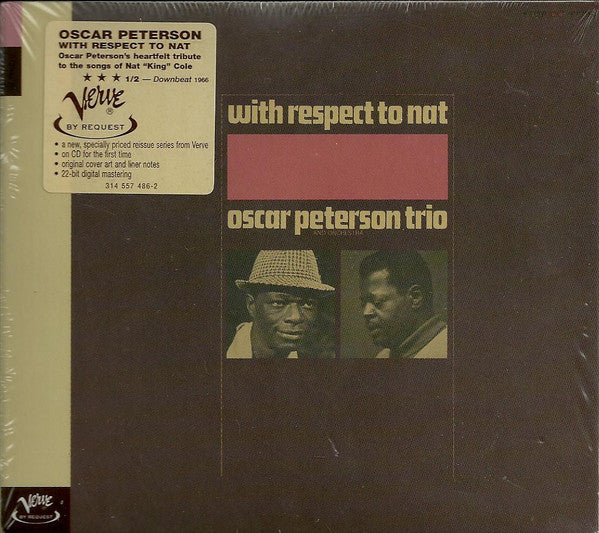 OSCAR PETERSON
WITH RESPECT TO NAT
Oscar Peterson's heartfelt tribute
to the songs of Nat "King" Cole
★ ★ ★ 1/2 — Downbeat 1966
Verve
®
BY REQUEST
• a new, specially priced reissue series from Verve
• on CD for the first time
• original cover art and liner notes
• 22-bit digital mastering
314 557 486-2
with respect to nat
oscar peterson trio
AND ORCHESTRA
Verve
BY REQUEST